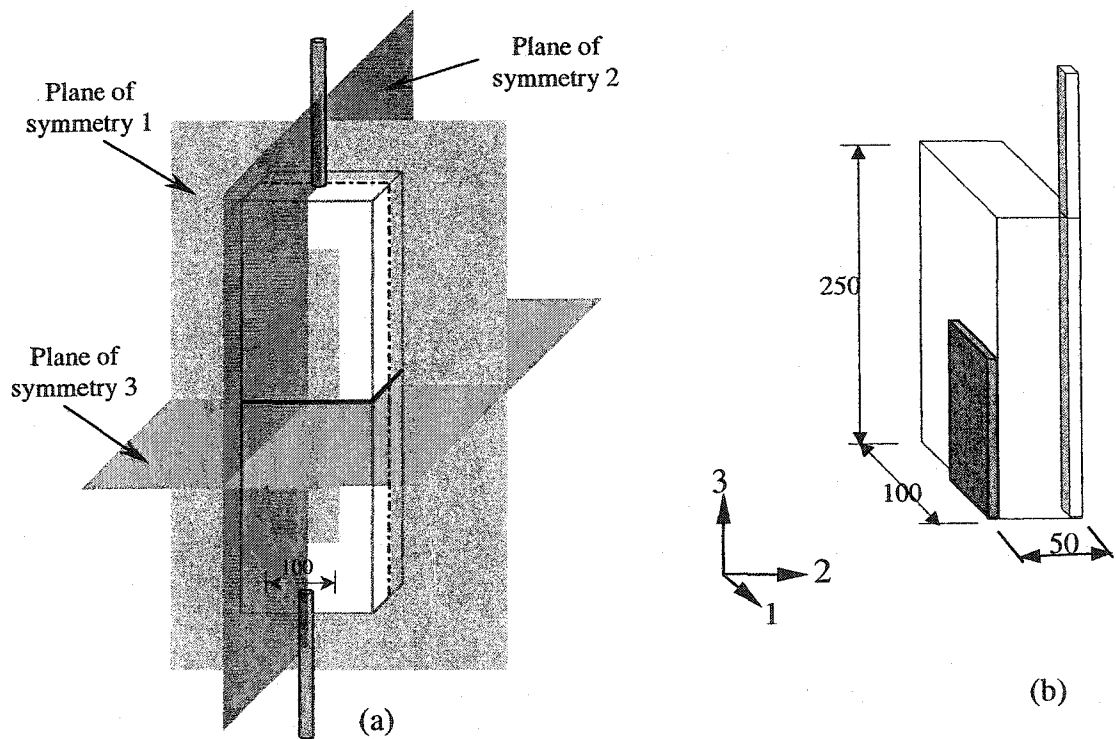 Plane of
symmetry 2
Plane of
symmetry 1
Plane of
symmetry 3
100
(a)
250
100
50
3
2
1
(b)